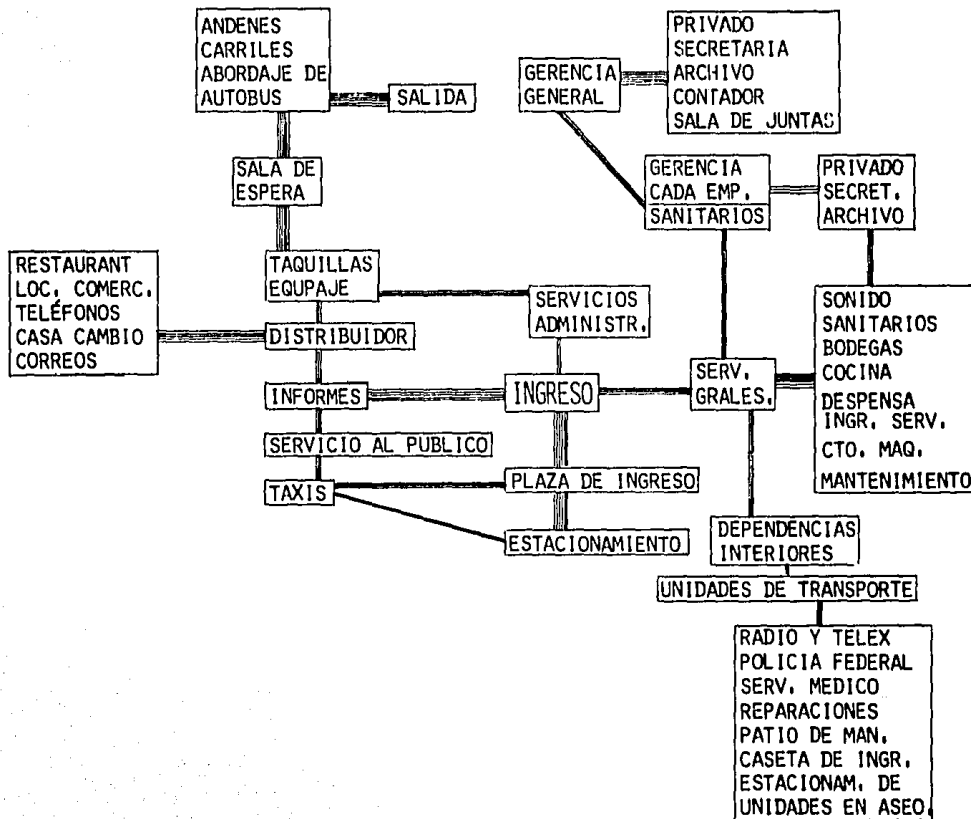 ANDENES
CARRILES
ABORDAJE DE
AUTOBUS
SALIDA
GERENCIA
GENERAL
PRIVADO
SECRETARIA
ARCHIVO
CONTADOR
SALA DE JUNTAS
SALA DE
ESPERA
GERENCIA
CADA EMP.
SANITARIOS
PRIVADO
SECRET.
ARCHIVO
RESTAURANT
LOC. COMERC.
TELÉFONOS
CASA CAMBIO
CORREOS
TAQUILLAS
EQUPAJE
DISTRIBUIDOR
SERVICIOS
ADMINISTR.
INFORMES
INGRESO
SERV.
GRALES.
SONIDO
SANITARIOS
BODEGAS
COCINA
DESPENSA
INGR. SERV.
CTO. MAQ.
MANTENIMIENTO
SERVICIO AL PUBLICO
TAXIS
PLAZA DE INGRESO
ESTACIONAMIENTO
DEPENDENCIAS
INTERIORES
UNIDADES DE TRANSPORTE
RADIO Y TELEX
POLICIA FEDERAL
SERV. MEDICO
REPARACIONES
PATIO DE MAN.
CASETA DE INGR.
ESTACIONAM. DE
UNIDADES EN ASEO.